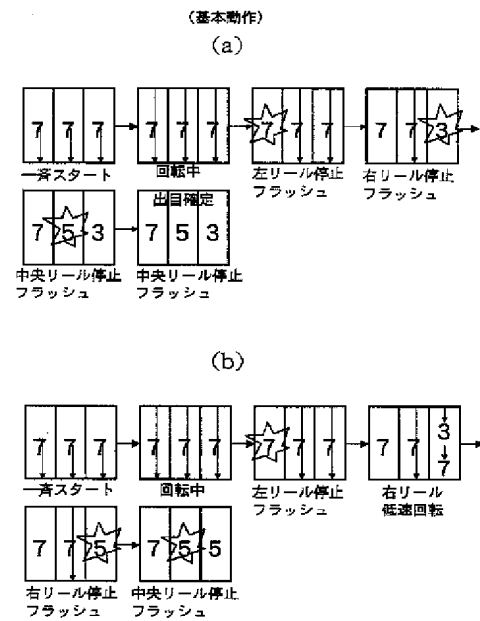 （基本動作）
(a)
7 7 7
7 7 7
7 7 7
7 7 3
一斉スタート
回転中
左リール停止
フラッシュ
右リール停止
フラッシュ
7 5 3
出目確定
7 5 3
中央リール停止
フラッシュ
中央リール停止
フラッシュ
(b)
7 7 7
7 7 7
7 7 7
7 7 3
7
一斉スタート
回転中
左リール停止
フラッシュ
右リール
低速回転
7 7 5
7 5 5
右リール停止
フラッシュ
中央リール停止
フラッシュ